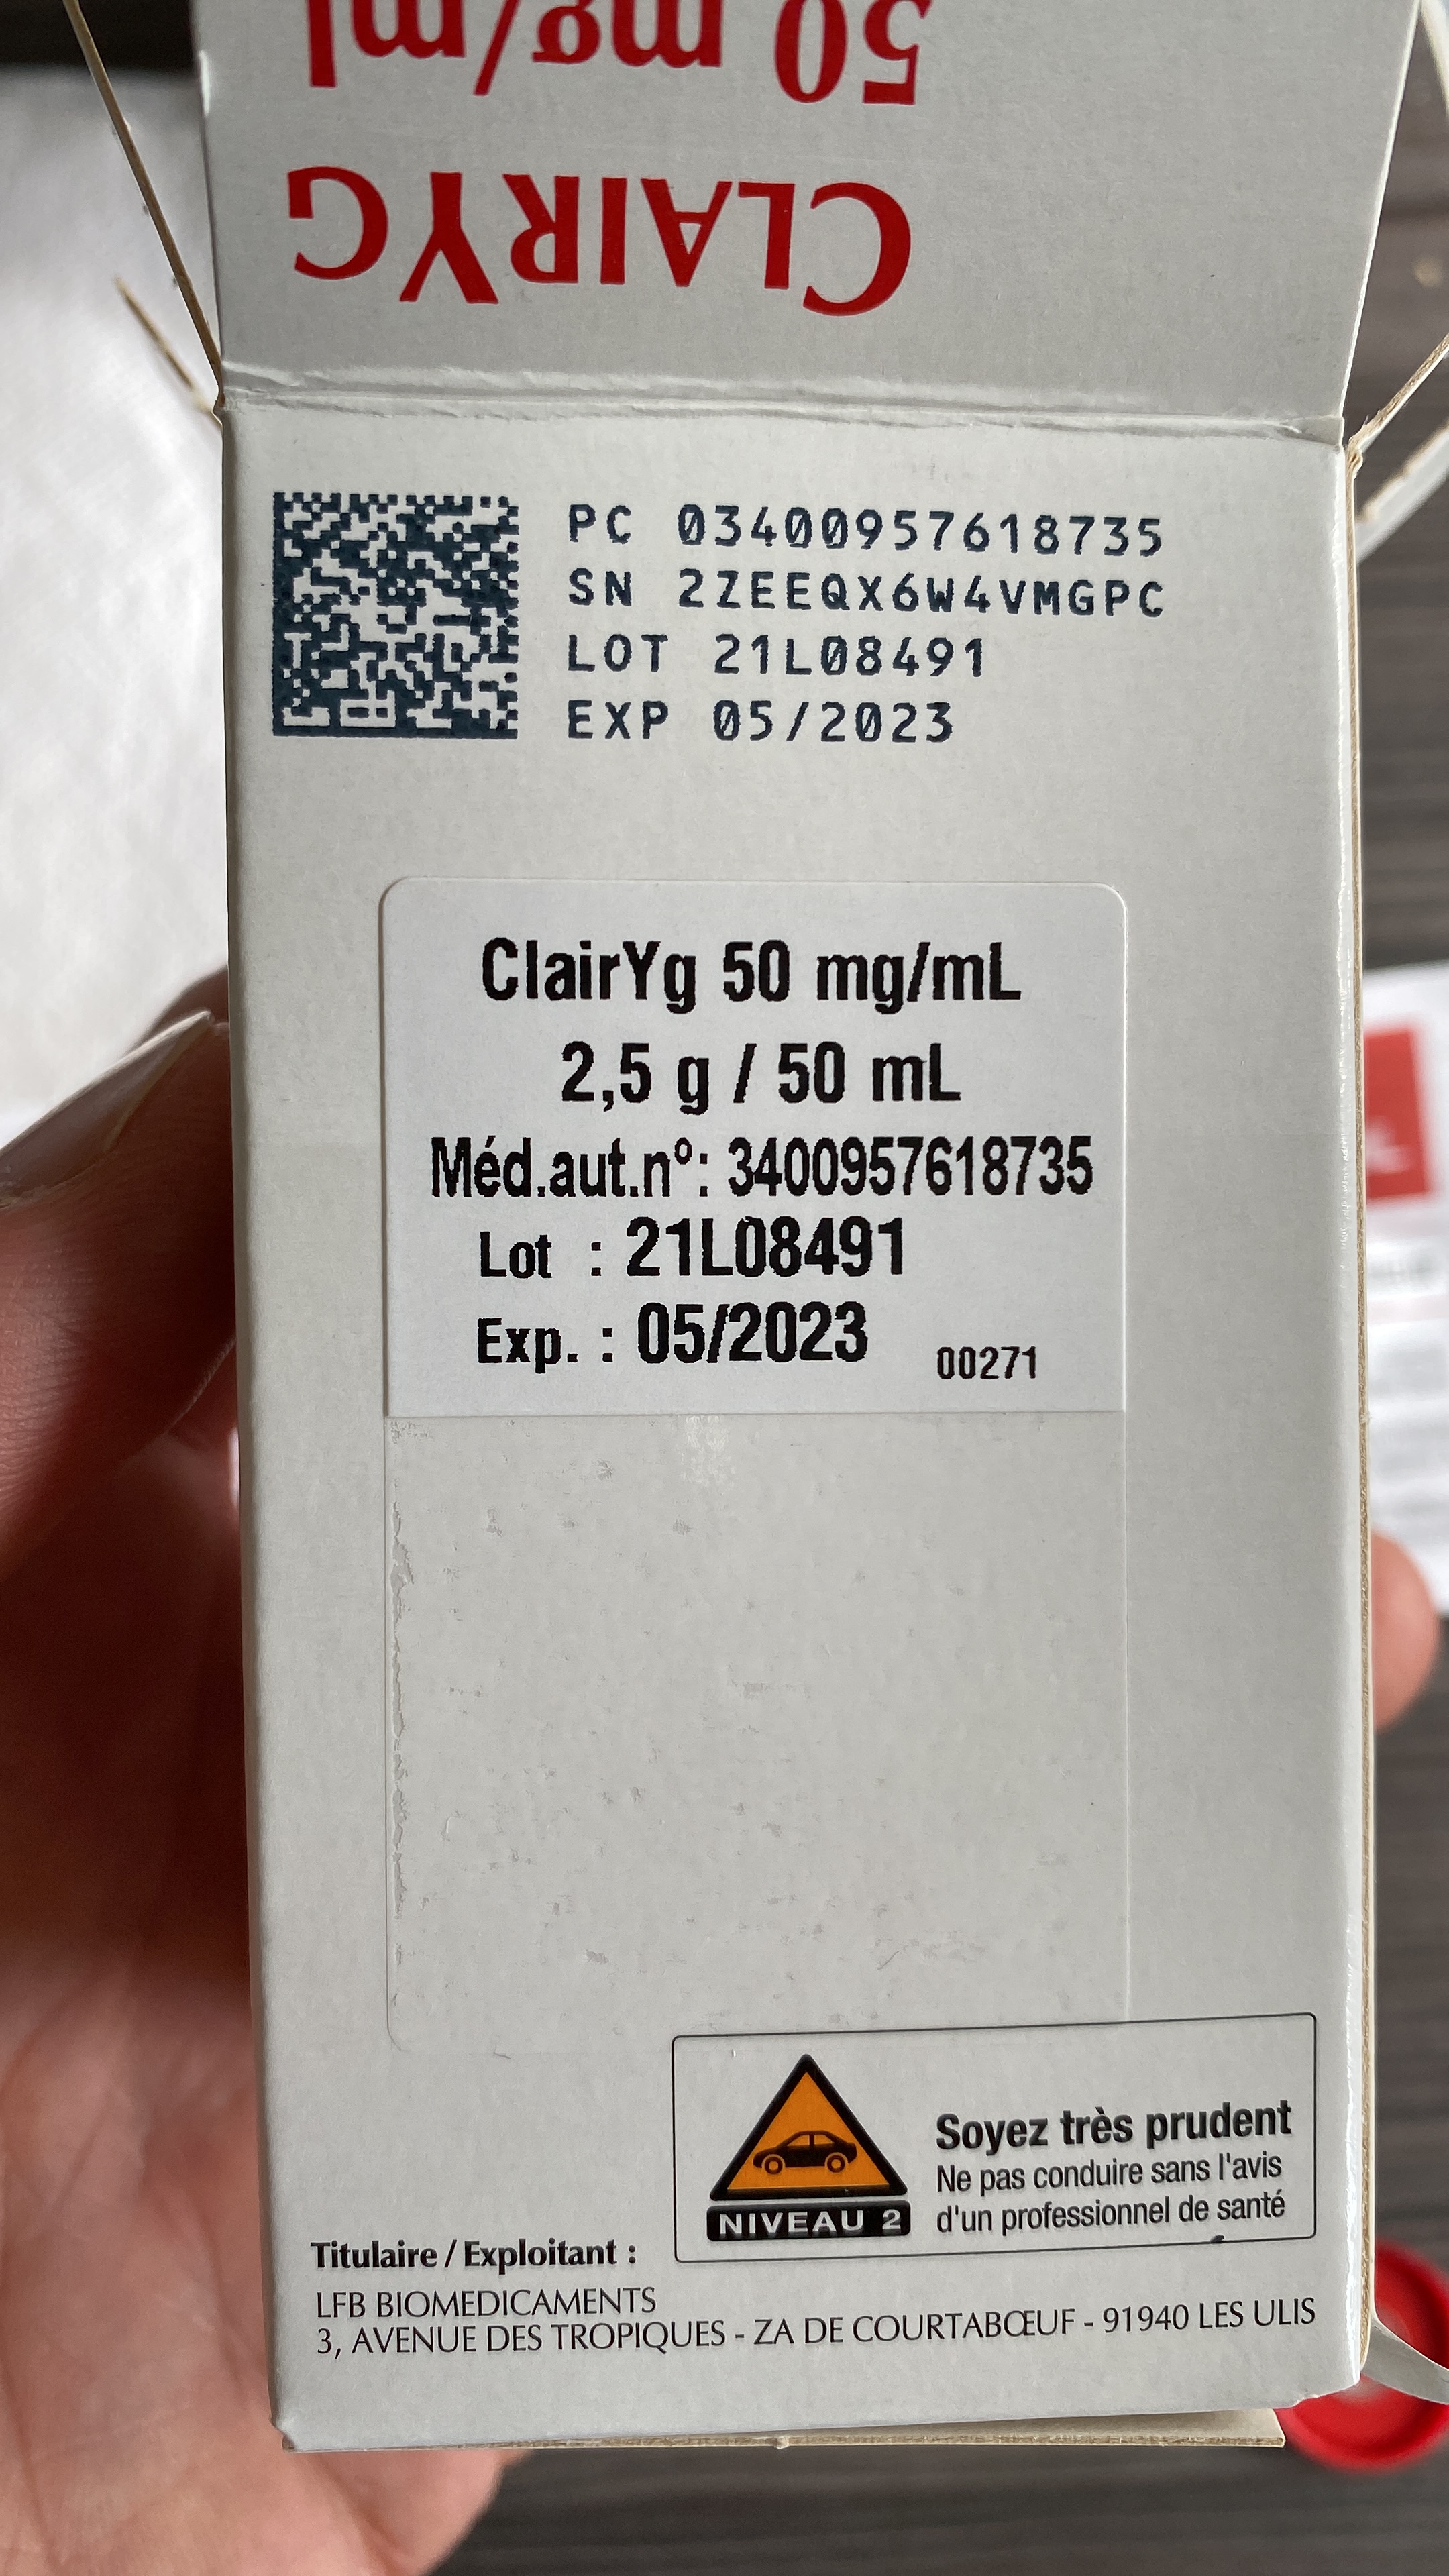 50 mg/ml
CLAIRYG
PC 03400957618735
SN 2ZEEQX6W4VMGPC
LOT 21L08491
EXP 05/2023
ClairYg 50 mg/mL
2,5 g / 50 mL
Méd.aut.n°: 3400957618735
Lot : 21L08491
Exp. : 05/2023 00271
Soyez très prudent
Ne pas conduire sans l'avis
d'un professionnel de santé
NIVEAU 2
Titulaire / Exploitant :
LFB BIOMEDICAMENTS
3, AVENUE DES TROPIQUES - ZA DE COURTABŒUF - 91940 LES ULIS